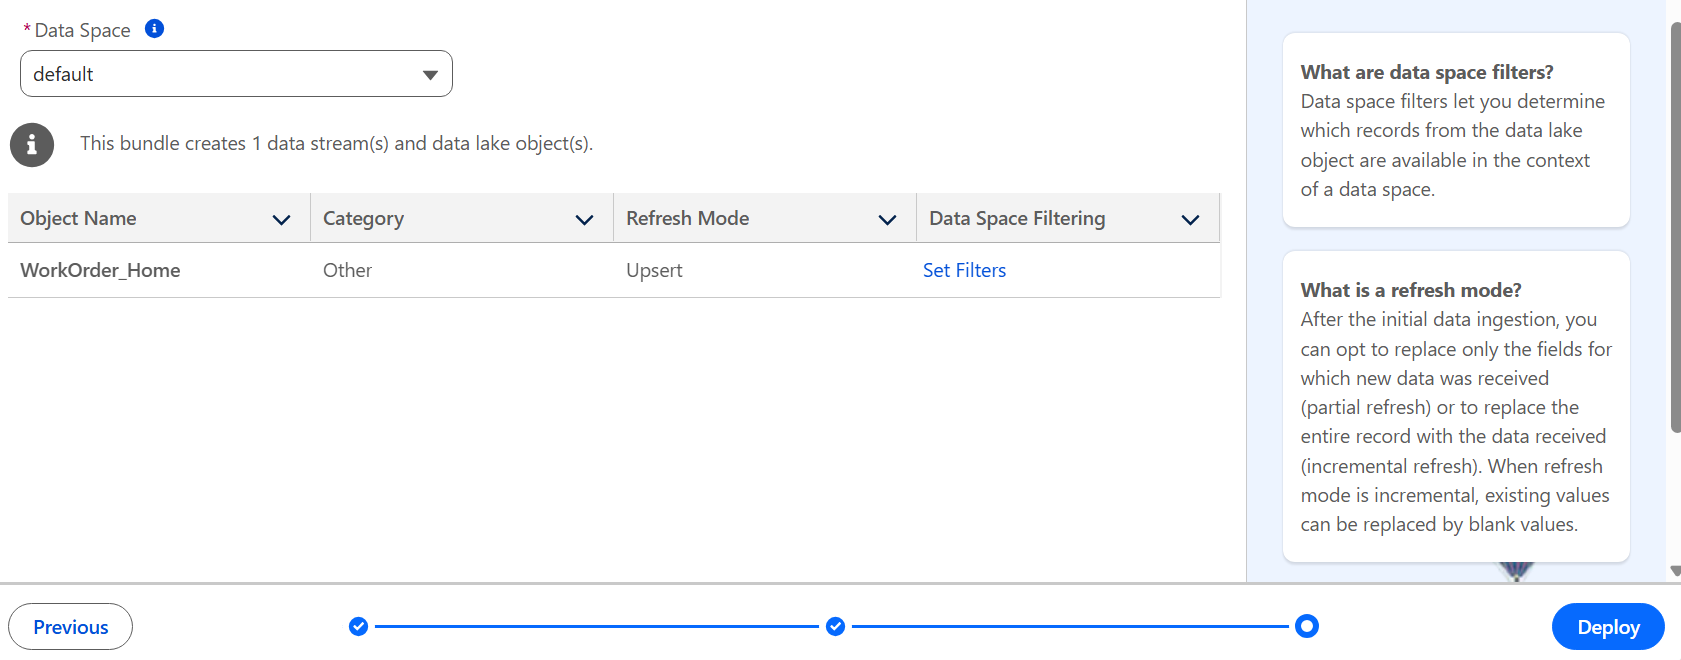 * Data Space
default
This bundle creates 1 data stream(s) and data lake object(s).
Object Name Category Refresh Mode Data Space Filtering
WorkOrder_Home Other Upsert Set Filters
What are data space filters?
Data space filters let you determine
which records from the data lake
object are available in the context
of a data space.
What is a refresh mode?
After the initial data ingestion, you
can opt to replace only the fields for
which new data was received
(partial refresh) or to replace the
entire record with the data received
(incremental refresh). When refresh
mode is incremental, existing values
can be replaced by blank values.
Previous
Deploy